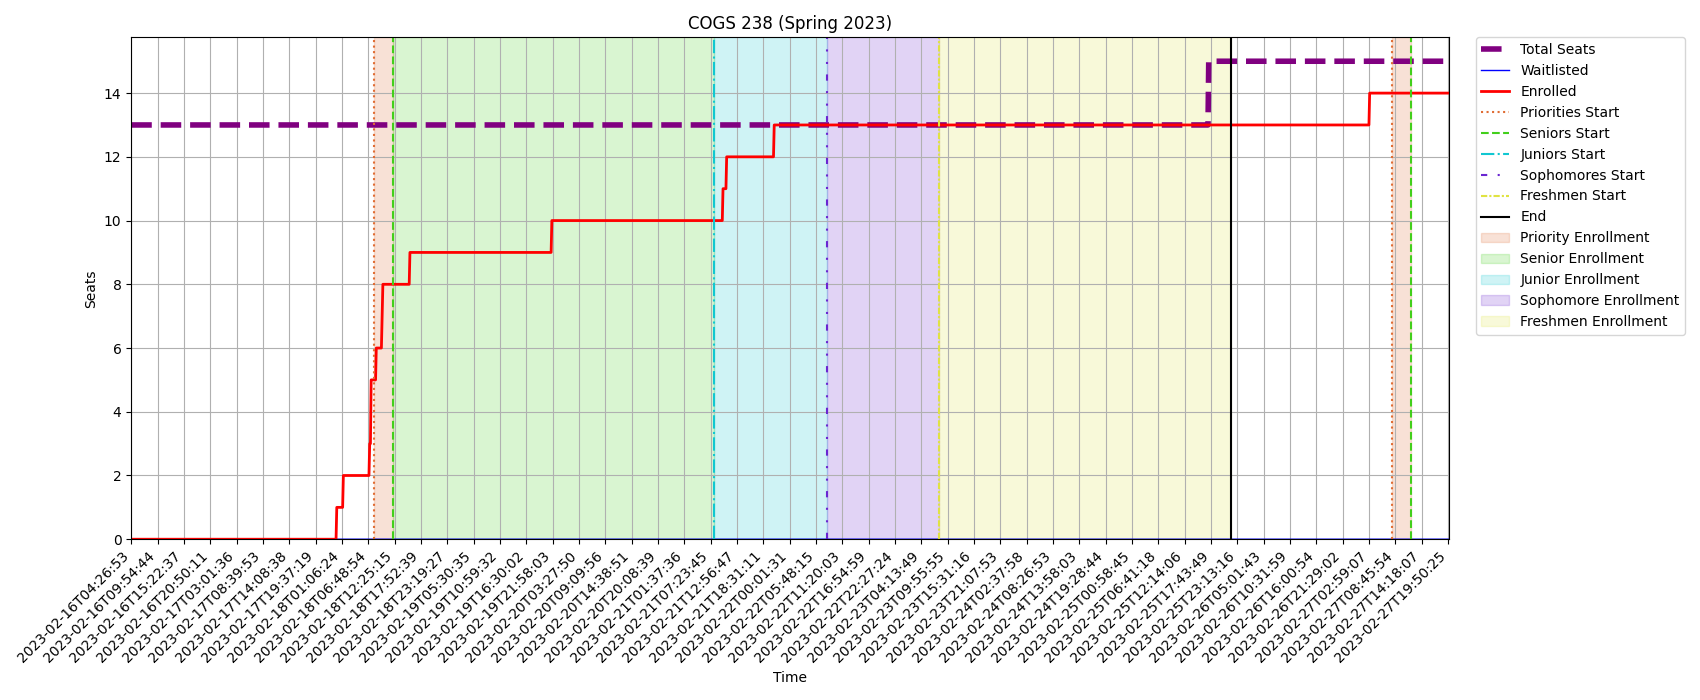 COGS 238 (Spring 2023)
Seats
14
12
10
8
6
4
2
0
2023-02-16T04:26:53
2023-02-16T09:54:44
2023-02-16T15:22:37
2023-02-16T20:50:11
2023-02-17T03:01:36
2023-02-17T08:39:53
2023-02-17T14:08:38
2023-02-17T19:37:19
2023-02-18T01:06:24
2023-02-18T06:48:54
2023-02-18T12:25:15
2023-02-18T17:52:39
2023-02-18T23:19:27
2023-02-19T05:30:35
2023-02-19T10:59:32
2023-02-19T16:30:02
2023-02-19T21:58:03
2023-02-20T03:27:50
2023-02-20T09:09:56
2023-02-20T14:38:51
2023-02-20T20:08:39
2023-02-21T01:37:36
2023-02-21T07:23:45
2023-02-21T12:56:47
2023-02-21T18:31:11
2023-02-22T00:01:31
2023-02-22T05:48:15
2023-02-22T11:20:03
2023-02-22T16:54:59
2023-02-22T22:27:24
2023-02-23T04:13:49
2023-02-23T09:55:55
2023-02-23T15:31:16
2023-02-23T21:07:53
2023-02-24T02:37:58
2023-02-24T08:26:53
2023-02-24T13:58:03
2023-02-24T19:28:44
2023-02-25T00:58:45
2023-02-25T06:41:18
2023-02-25T12:14:06
2023-02-25T17:43:49
2023-02-25T23:13:16
2023-02-26T05:01:43
2023-02-26T10:31:59
2023-02-26T16:00:54
2023-02-26T21:29:02
2023-02-27T02:59:07
2023-02-27T08:45:54
2023-02-27T14:18:07
2023-02-27T19:50:25
Time
Total Seats
Waitlisted
Enrolled
Priorities Start
Seniors Start
Juniors Start
Sophomores Start
Freshmen Start
End
Priority Enrollment
Senior Enrollment
Junior Enrollment
Sophomore Enrollment
Freshmen Enrollment